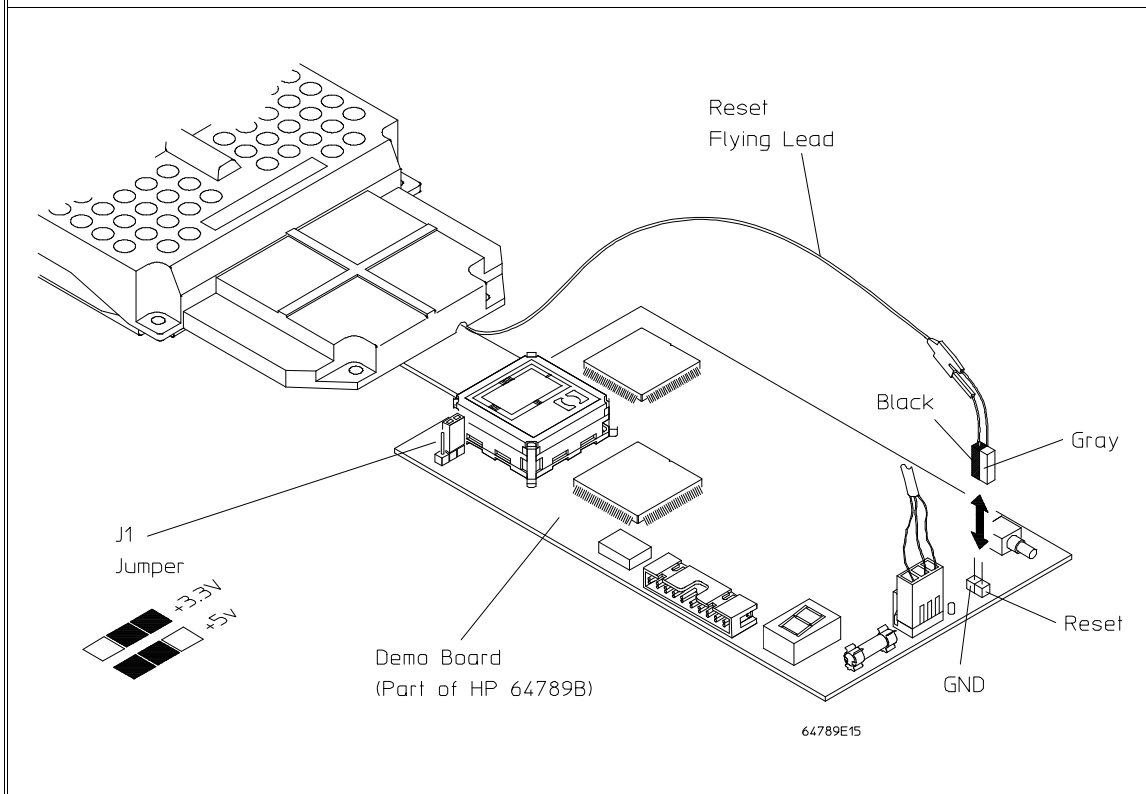 Reset
Flying Lead
Black
Gray
J1
Jumper
+3.3V
+5V
Demo Board
(Part of HP 64789B)
Reset
GND
64789E15